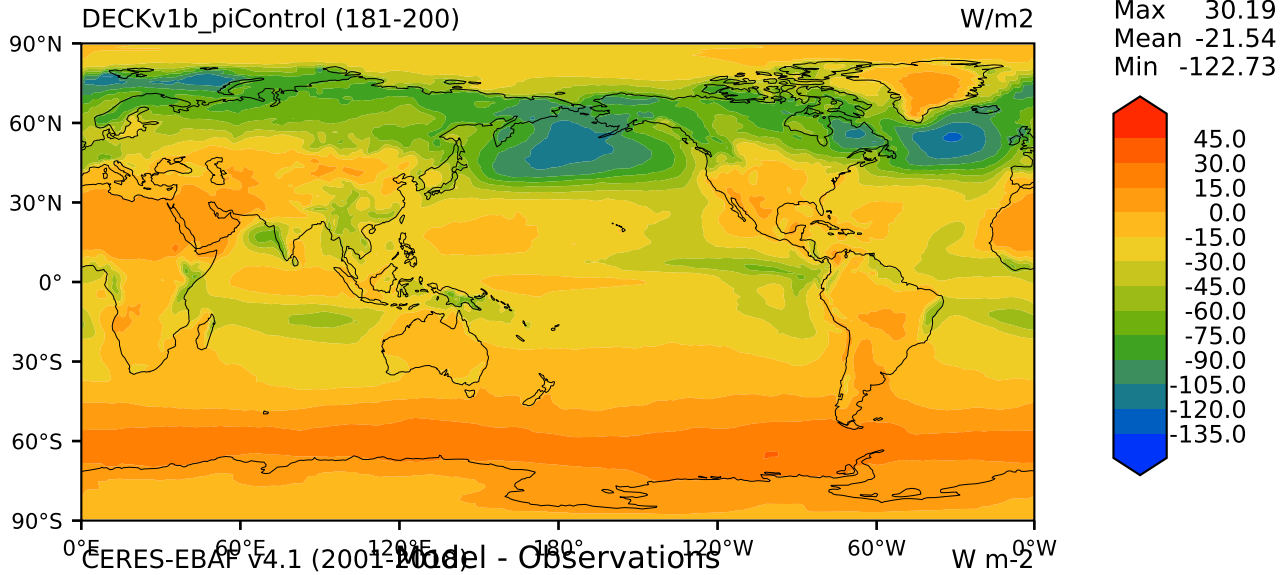 DECKv1b_piControl (181-200) W/m2
Max 30.19
Mean -21.54
Min -122.73
90°N
60°N
30°N
0°
30°S
60°S
90°S
0°E 60°E 120°E 180° 120°W 60°W 0°W
CERES-EBAF v4.1 (2001-2018) Model - Observations W m-2
45.0
30.0
15.0
0.0
-15.0
-30.0
-45.0
-60.0
-75.0
-90.0
-105.0
-120.0
-135.0